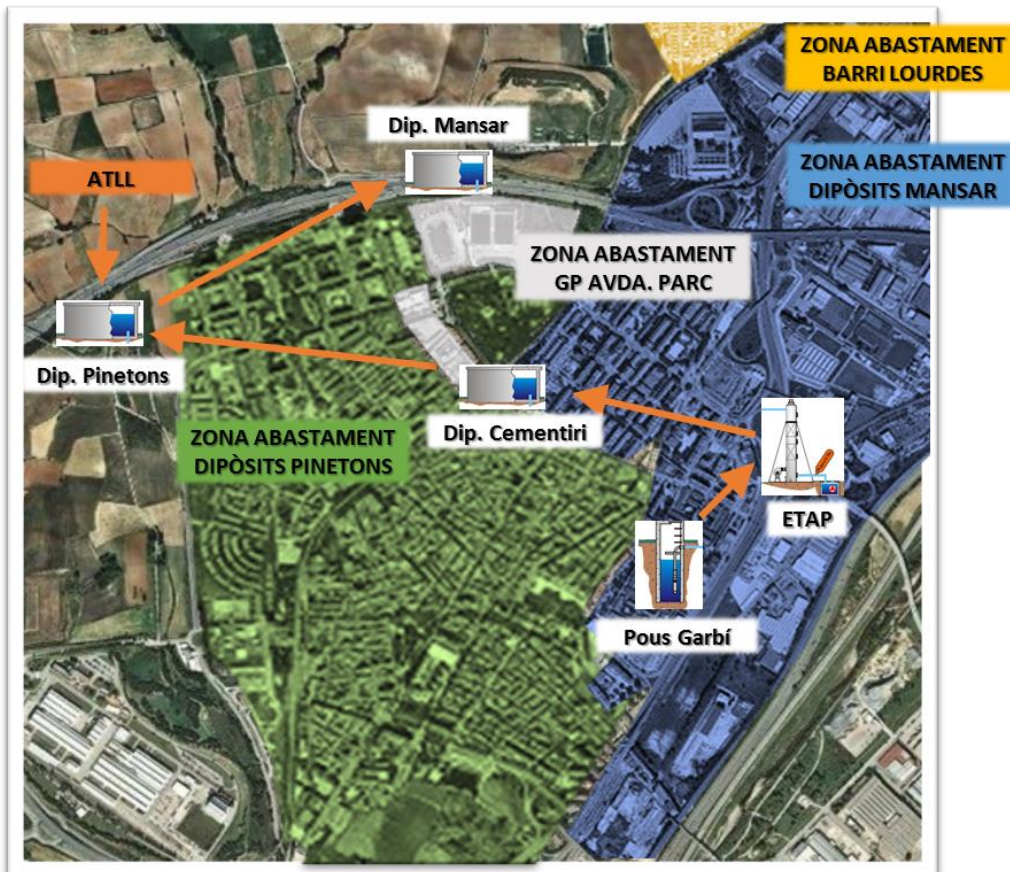 ZONA ABASTAMENT
BARRI LOURDES
Dip. Mansar
ATLL
ZONA ABASTAMENT
DIPÒSITS MANSAR
ZONA ABASTAMENT
GP AVDA. PARC
Dip. Pinetons
Dip. Cementiri
ZONA ABASTAMENT
DIPÒSITS PINETONS
ETAP
Pous Garbí